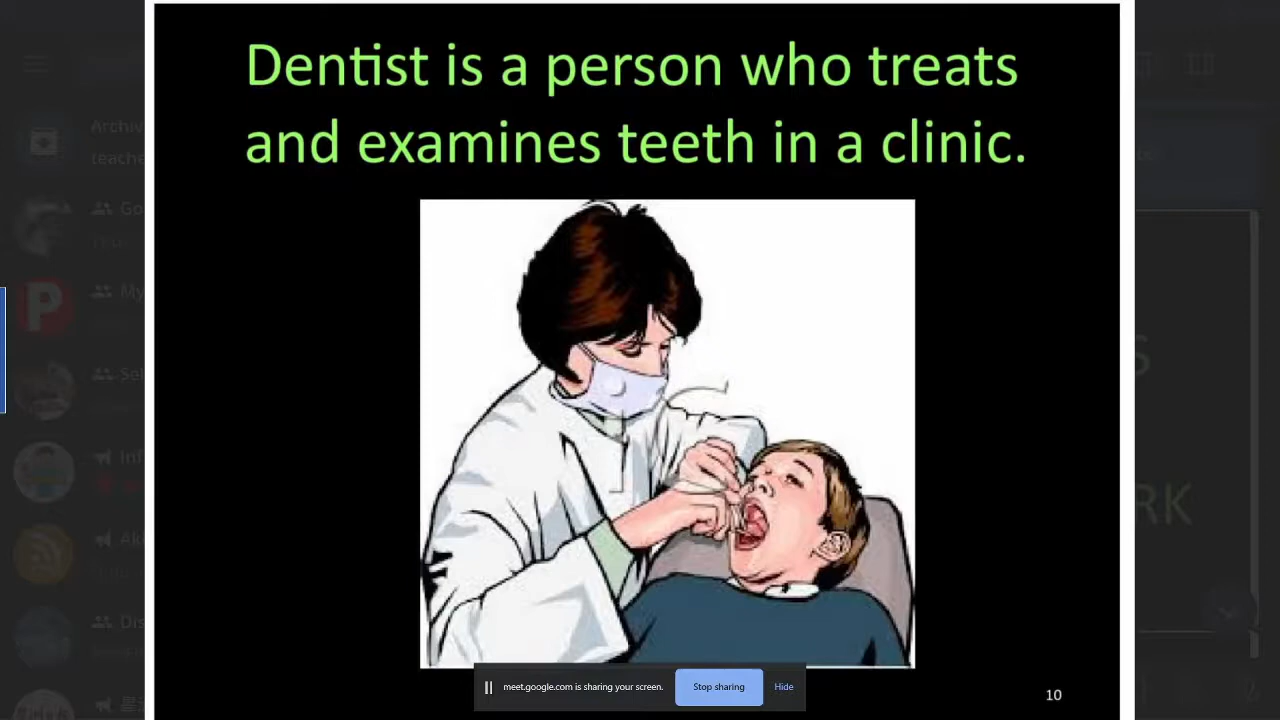 Dentist is a person who treats
and examines teeth in a clinic.
meet.google.com is sharing your screen.
Stop sharing
Hide
10